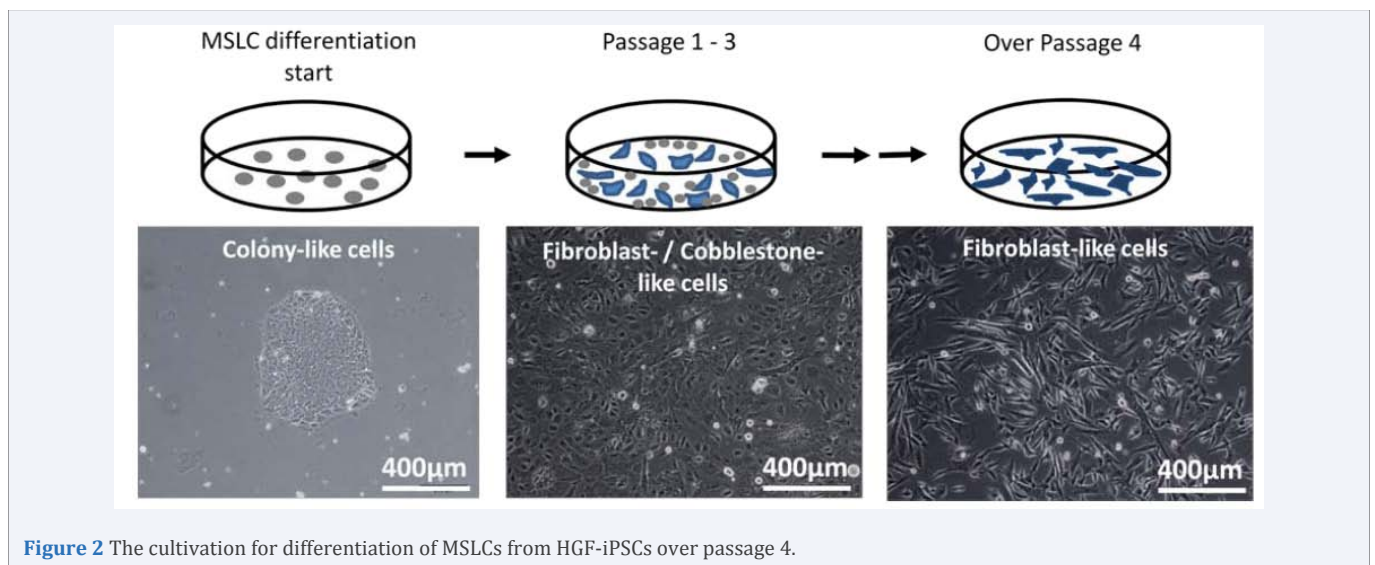 MSLC differentiation
start
Passage 1 - 3
Over Passage 4
Colony-like cells
400μm
Fibroblast- / Cobblestone-
like cells
400μm
Fibroblast-like cells
400μm
Figure 2 The cultivation for differentiation of MSLCs from HGF-iPSCs over passage 4.